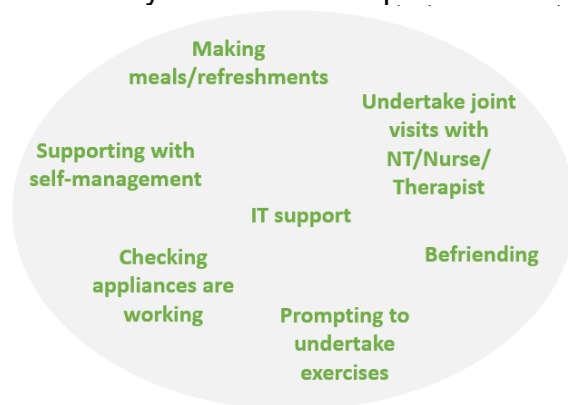 Making
meals/refreshments
Undertake joint
visits with
NT/Nurse/
Therapist
Supporting with
self-management
IT support
Befriending
Checking
appliances are
working
Prompting to
undertake
exercises